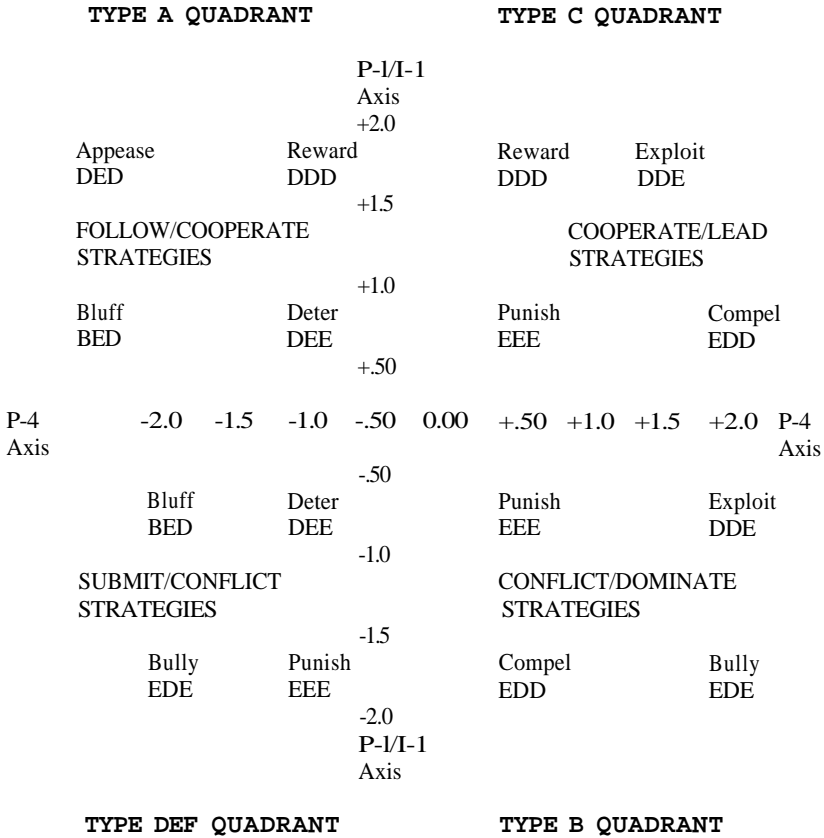 TYPE A QUADRANT TYPE C QUADRANT
P-l/I-1
Axis
+2.0
Appease Reward Reward Exploit
DED DDD DDD DDE
+1.5
FOLLOW/COOPERATE COOPERATE/LEAD
STRATEGIES STRATEGIES
+1.0
Bluff Deter Punish Compel
BED DEE EEE EDD
+.50
P-4 -2.0 -1.5 -1.0 -.50 0.00 +.50 +1.0 +1.5 +2.0 P-4
Axis Axis
-.50
Bluff Deter Punish Exploit
BED DEE EEE DDE
-1.0
SUBMIT/CONFLICT CONFLICT/DOMINATE
STRATEGIES STRATEGIES
-1.5
Bully Punish Compel Bully
EDE EEE EDD EDE
-2.0
P-l/I-1
Axis
TYPE DEF QUADRANT TYPE B QUADRANT